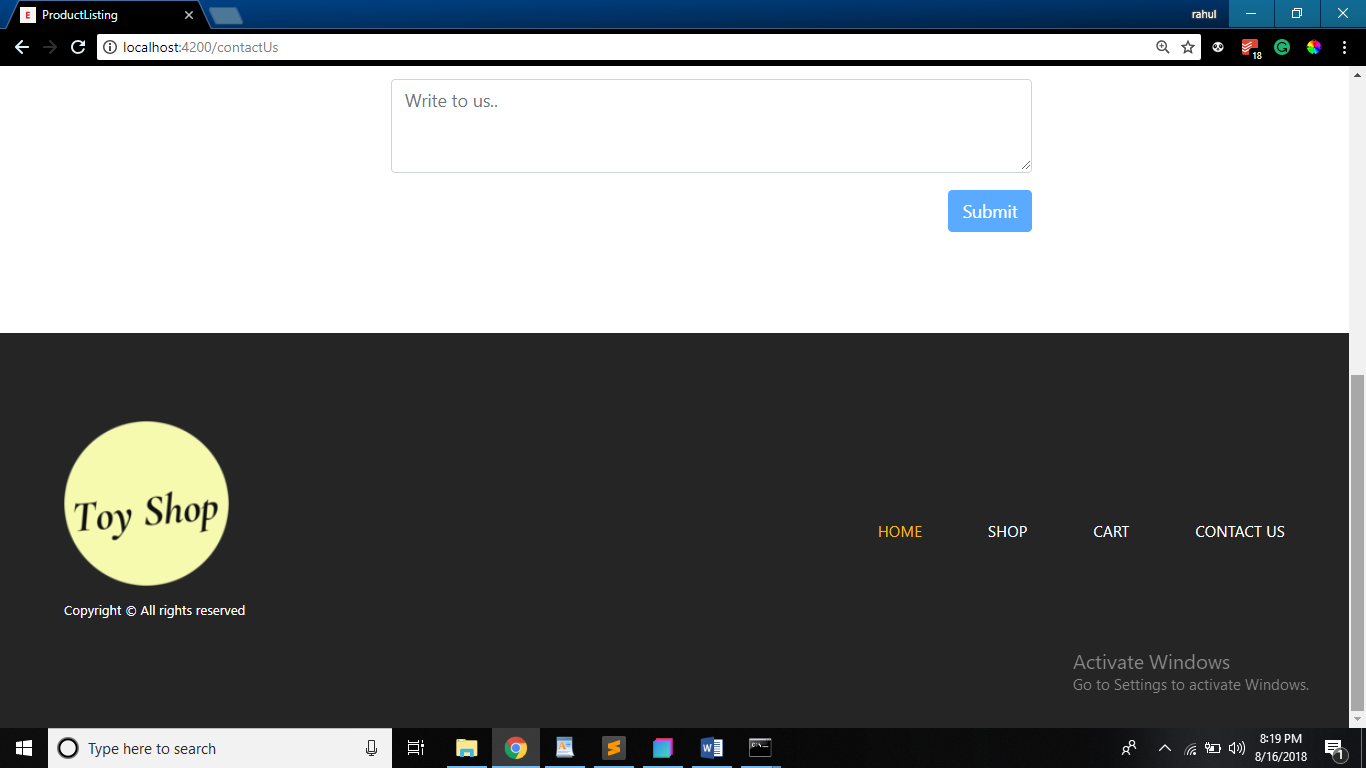 ProductListing
rahul
localhost:4200/contactUs
18
Write to us..
Submit
Toy Shop
HOME SHOP CART CONTACT US
Copyright © All rights reserved
Activate Windows
Go to Settings to activate Windows.
Type here to search
8:19 PM
8/16/2018
1